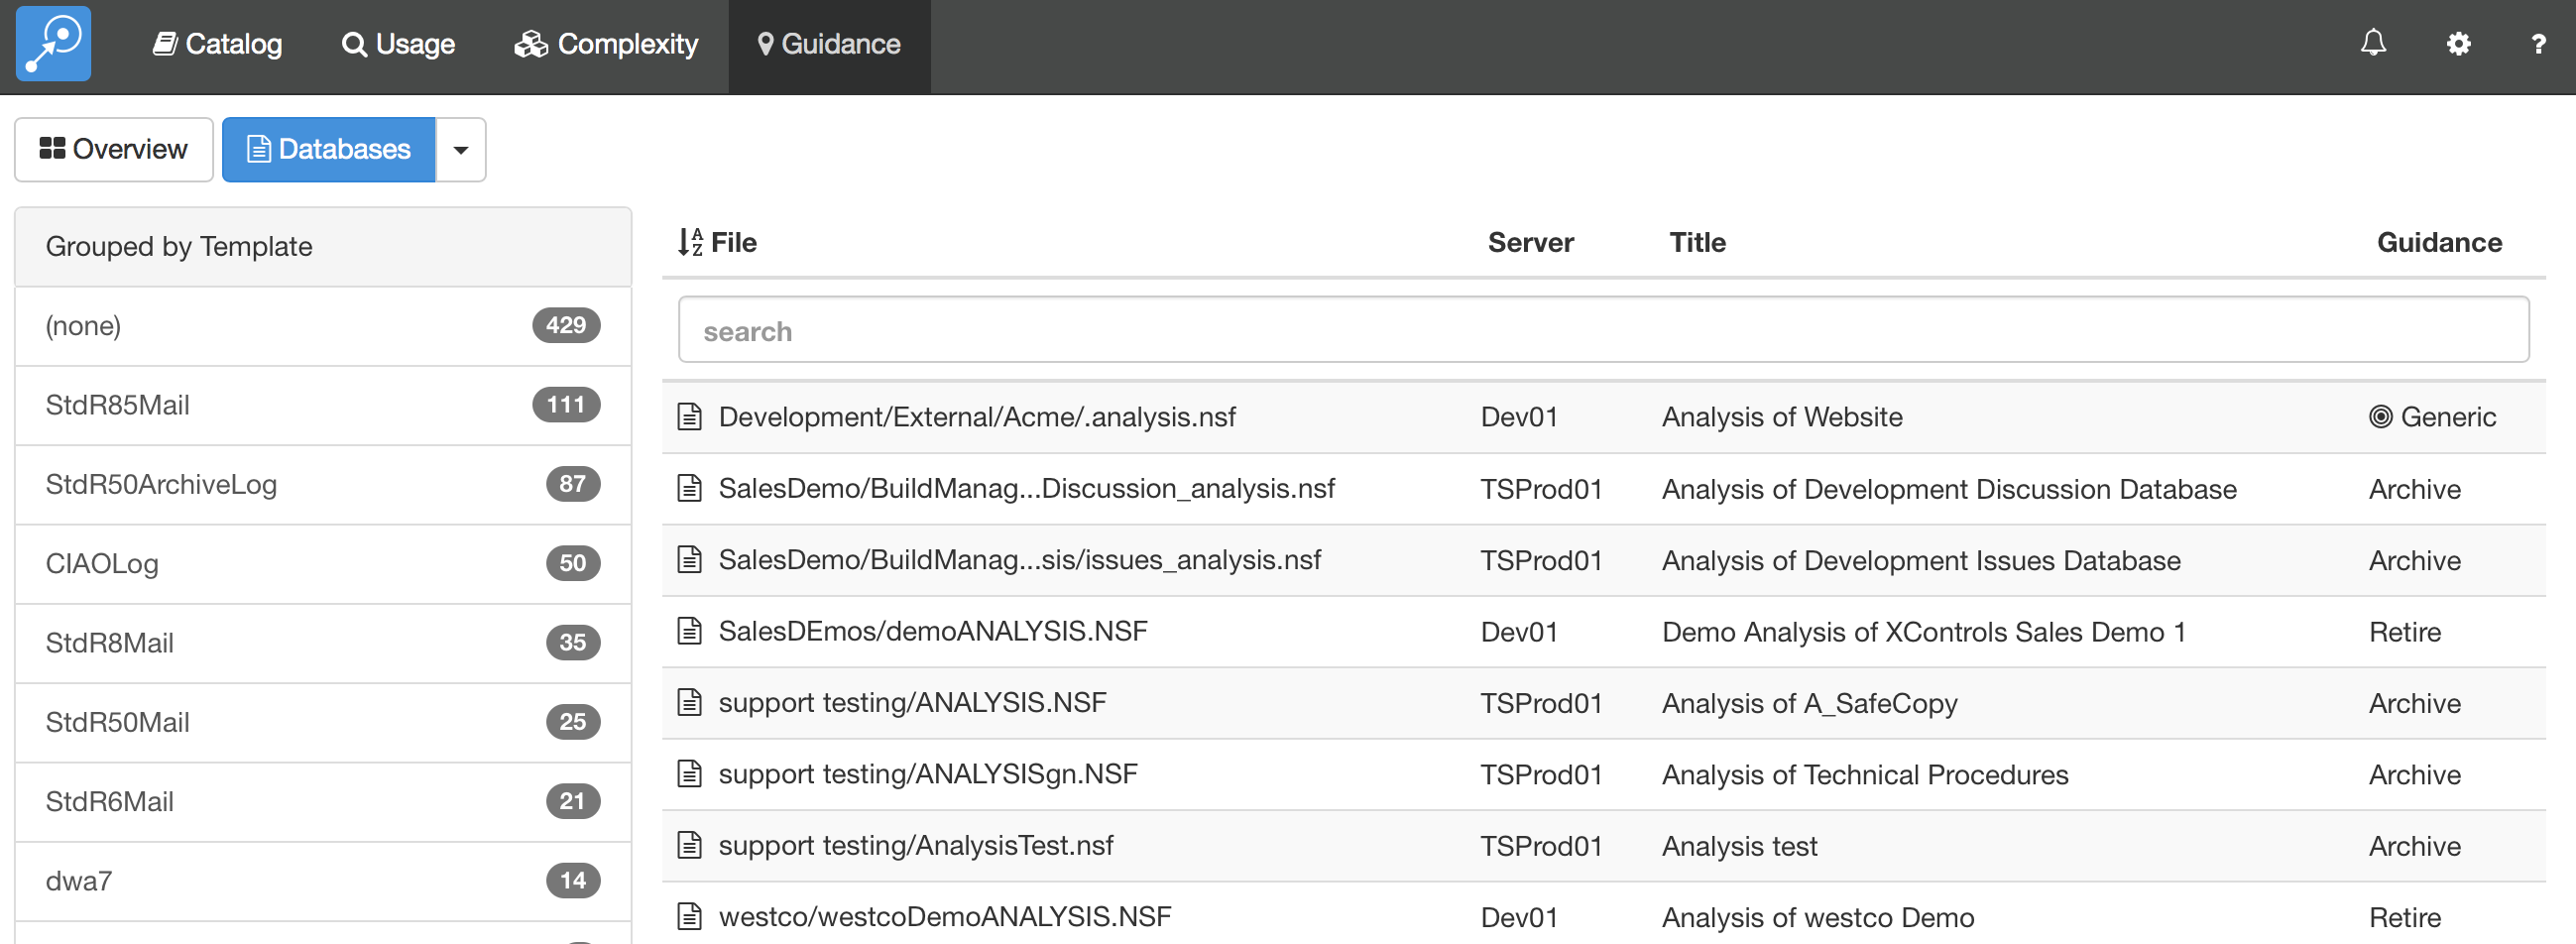 Catalog Usage Complexity Guidance ?
Overview Databases
Grouped by Template
(none) 429
StdR85Mail 111
StdR50ArchiveLog 87
CIAOLog 50
StdR8Mail 35
StdR50Mail 25
StdR6Mail 21
dwa7 14
File Server Title Guidance
search
Development/External/Acme/.analysis.nsf Dev01 Analysis of Website Generic
SalesDemo/BuildManag...Discussion_analysis.nsf TSProd01 Analysis of Development Discussion Database Archive
SalesDemo/BuildManag...sis/issues_analysis.nsf TSProd01 Analysis of Development Issues Database Archive
SalesDEmos/demoANALYSIS.NSF Dev01 Demo Analysis of XControls Sales Demo 1 Retire
support testing/ANALYSIS.NSF TSProd01 Analysis of A_SafeCopy Archive
support testing/ANALYSISgn.NSF TSProd01 Analysis of Technical Procedures Archive
support testing/AnalysisTest.nsf TSProd01 Analysis test Archive
westco/westcoDemoANALYSIS.NSF Dev01 Analysis of westco Demo Retire